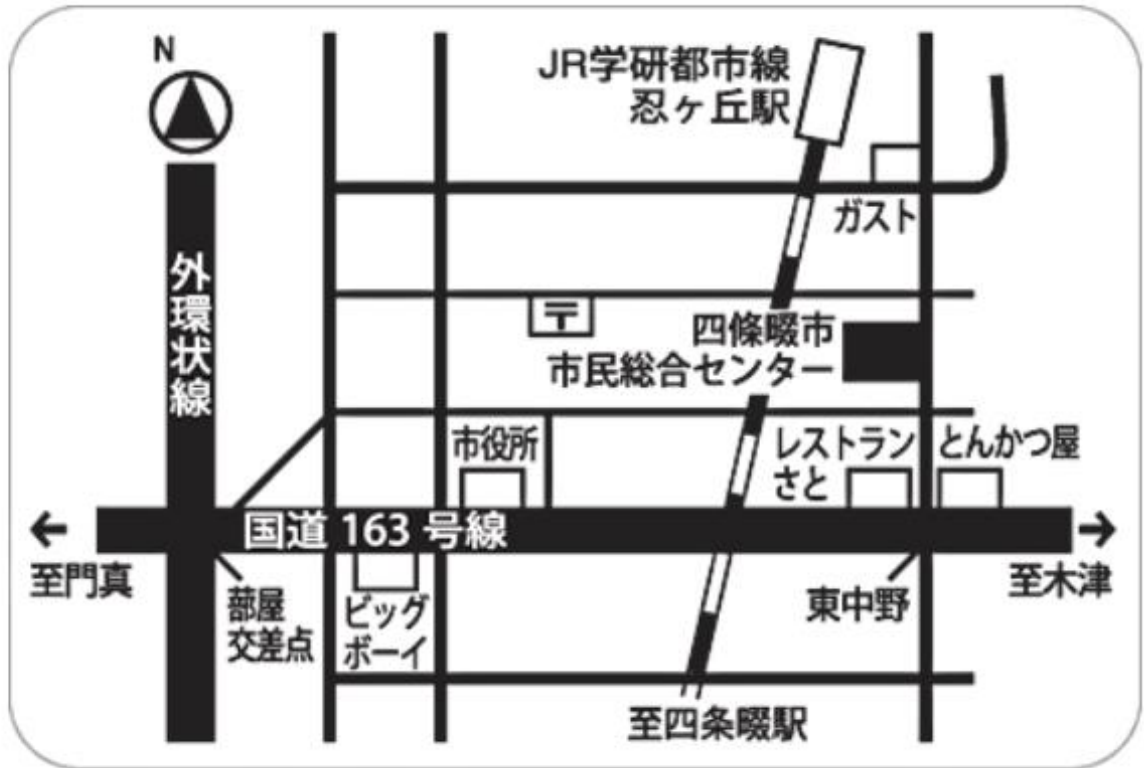 N
JR学研都市線
忍ヶ丘駅
ガスト
外環状線
〒
四條畷市
市民総合センター
市役所
レストラン
さと
とんかつ屋
国道 163 号線
至門真
蔀屋
交差点
ビッグ
ボーイ
東中野
至木津
至四条畷駅